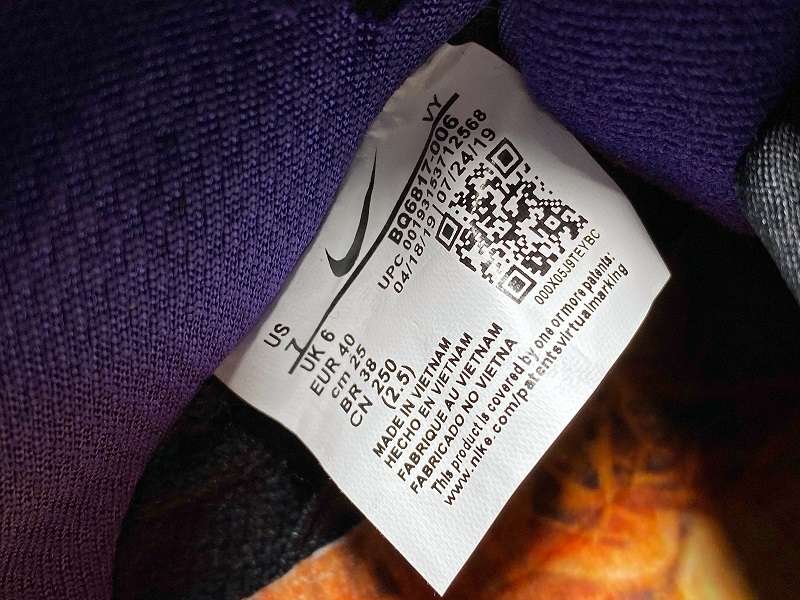 VY
BQ6817-006
UPC 00193153712568
04/18/19 07/24/19
000X05J9TEYBC
US 7
UK 6
EUR 40
cm 25
BR 38
CN 250
(2.5)
MADE IN VIETNAM
HECHO EN VIETNAM
FABRIQUE AU VIETNAM
FABRICADO NO VIETNA
This product is covered by one or more patents:
www.nike.com/patentsvirtualmarking